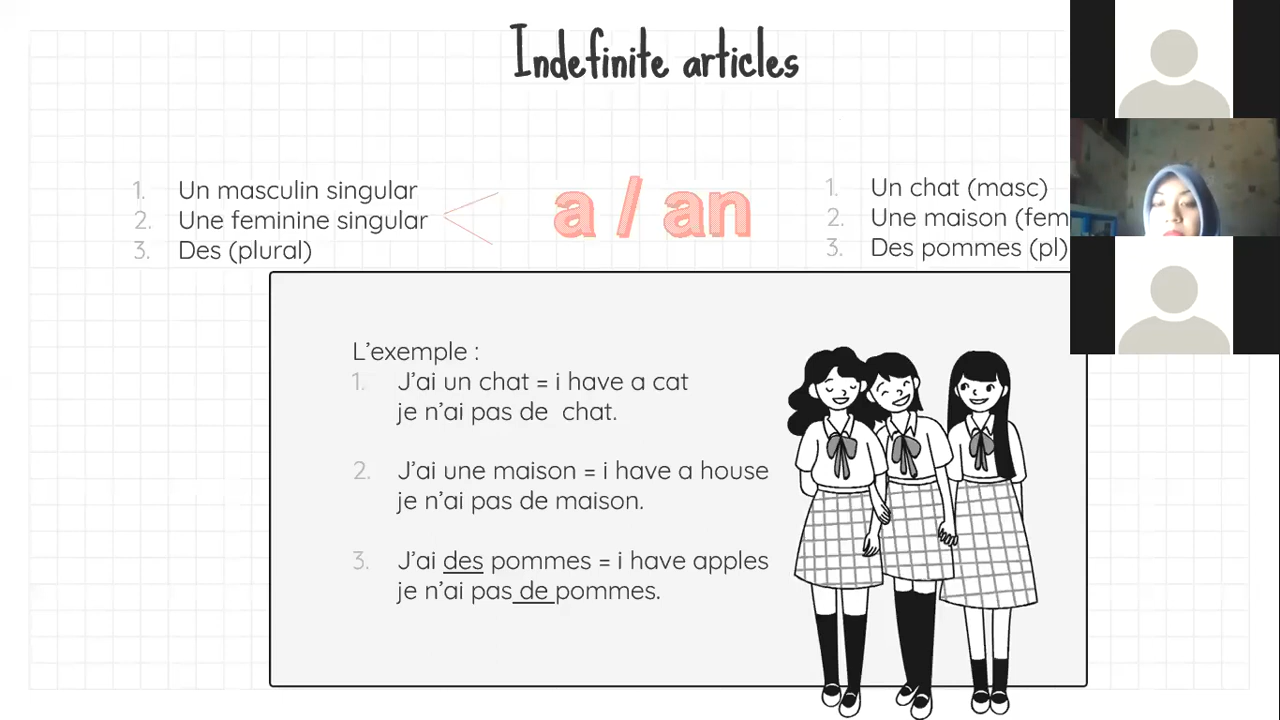 Indefinite articles
1. Un masculin singular
2. Une feminine singular
3. Des (plural)
a / an
1. Un chat (masc)
2. Une maison (fem
3. Des pommes (pl)
L'exemple :
1. J'ai un chat = i have a cat
je n'ai pas de chat.
2. J'ai une maison = i have a house
je n'ai pas de maison.
3. J'ai des pommes = i have apples
je n'ai pas de pommes.